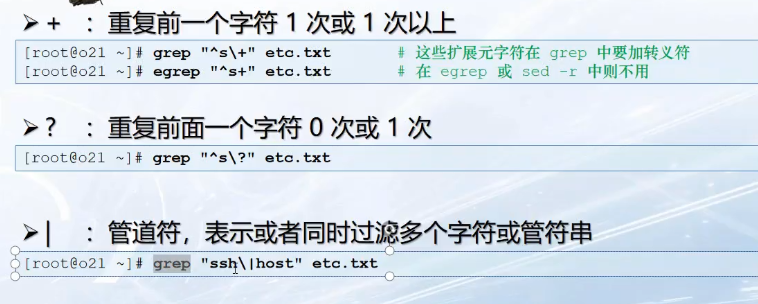 ➢ + ：重复前一个字符 1 次或 1 次以上
[root@o21 ~]# grep "^s\+" etc.txt # 这些扩展元字符在 grep 中要加转义符
[root@o21 ~]# egrep "^s+" etc.txt # 在 egrep 或 sed -r 中则不用
➢ ? ：重复前面一个字符 0 次或 1 次
[root@o21 ~]# grep "^s\?" etc.txt
➢ | ：管道符，表示或者同时过滤多个字符或管符串
[root@o21 ~]# grep "ssh\|host" etc.txt